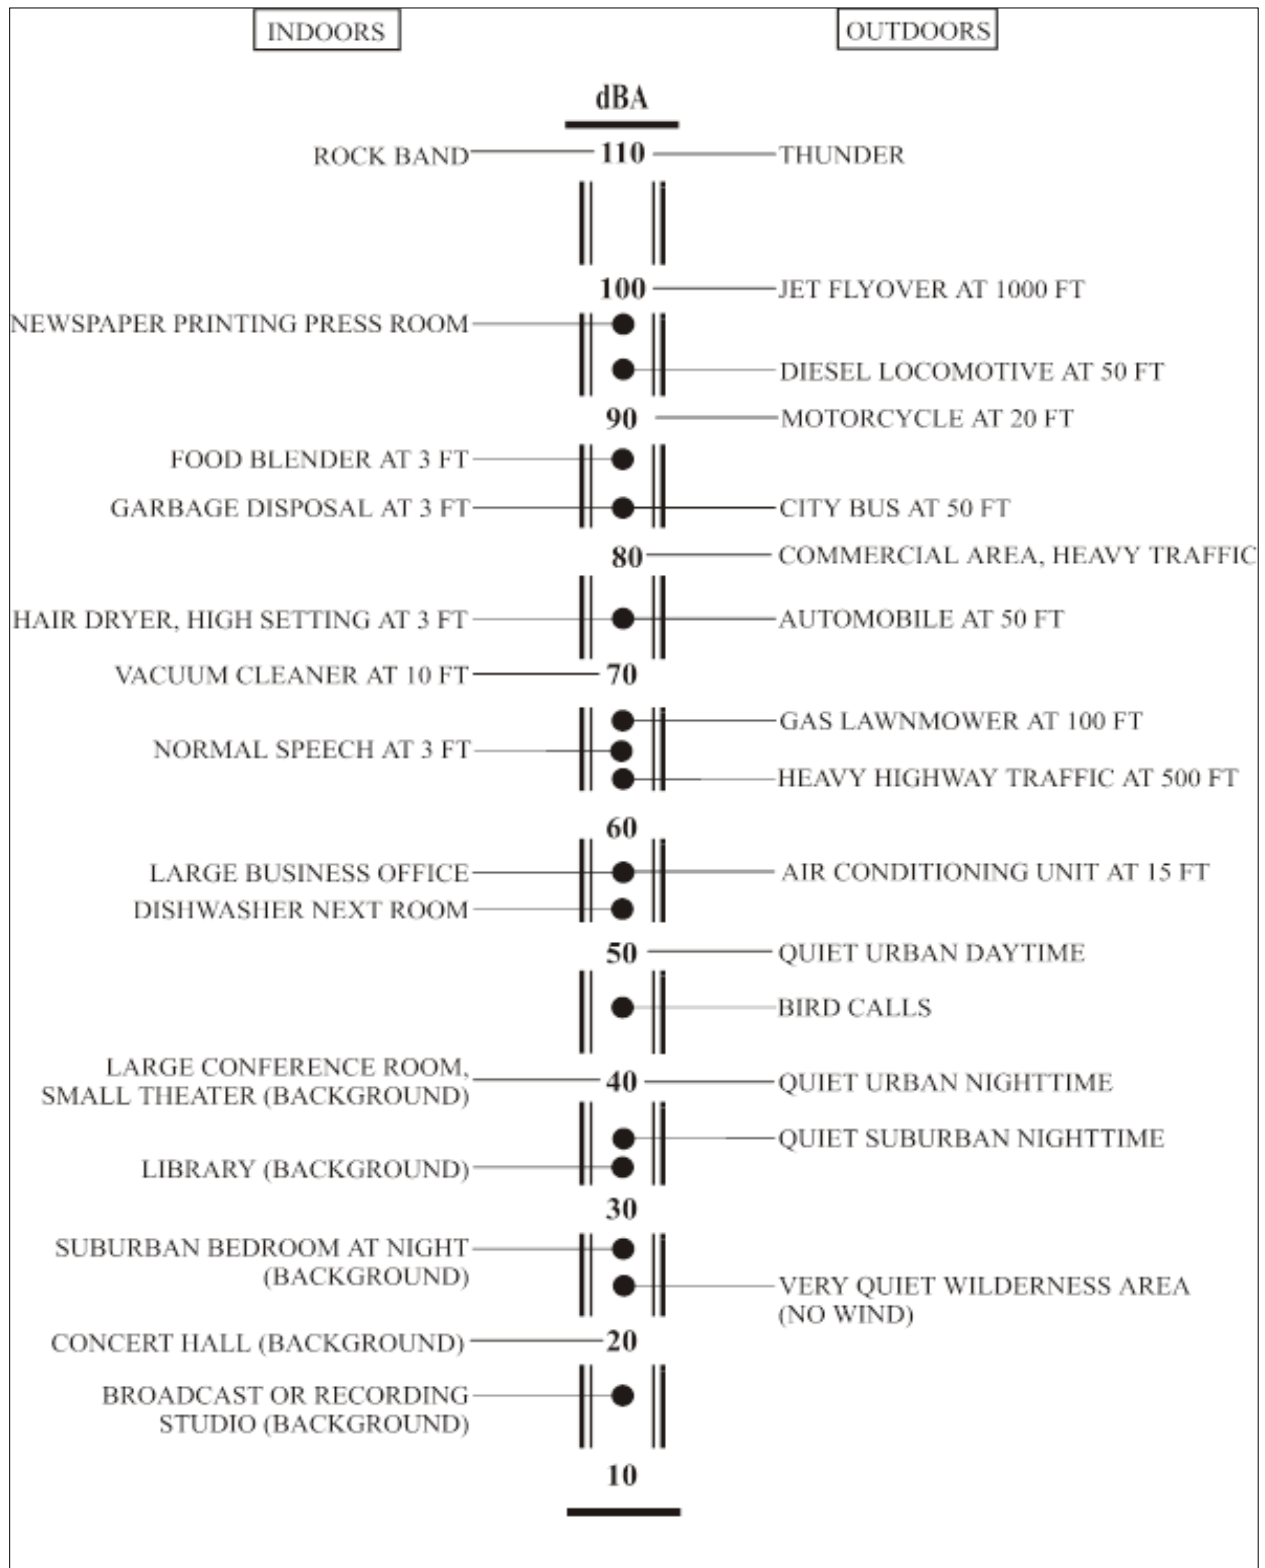 INDOORS
OUTDOORS
dBA
ROCK BAND 110 THUNDER
100 JET FLYOVER AT 1000 FT
NEWSPAPER PRINTING PRESS ROOM
DIESEL LOCOMOTIVE AT 50 FT
90 MOTORCYCLE AT 20 FT
FOOD BLENDER AT 3 FT
GARBAGE DISPOSAL AT 3 FT CITY BUS AT 50 FT
80 COMMERCIAL AREA, HEAVY TRAFFIC
HAIR DRYER, HIGH SETTING AT 3 FT AUTOMOBILE AT 50 FT
VACUUM CLEANER AT 10 FT 70
GAS LAWNMOWER AT 100 FT
NORMAL SPEECH AT 3 FT
HEAVY HIGHWAY TRAFFIC AT 500 FT
60
LARGE BUSINESS OFFICE AIR CONDITIONING UNIT AT 15 FT
DISHWASHER NEXT ROOM
50 QUIET URBAN DAYTIME
BIRD CALLS
LARGE CONFERENCE ROOM,
SMALL THEATER (BACKGROUND) 40 QUIET URBAN NIGHTTIME
QUIET SUBURBAN NIGHTTIME
LIBRARY (BACKGROUND)
30
SUBURBAN BEDROOM AT NIGHT
(BACKGROUND)
VERY QUIET WILDERNESS AREA
(NO WIND)
CONCERT HALL (BACKGROUND) 20
BROADCAST OR RECORDING
STUDIO (BACKGROUND)
10